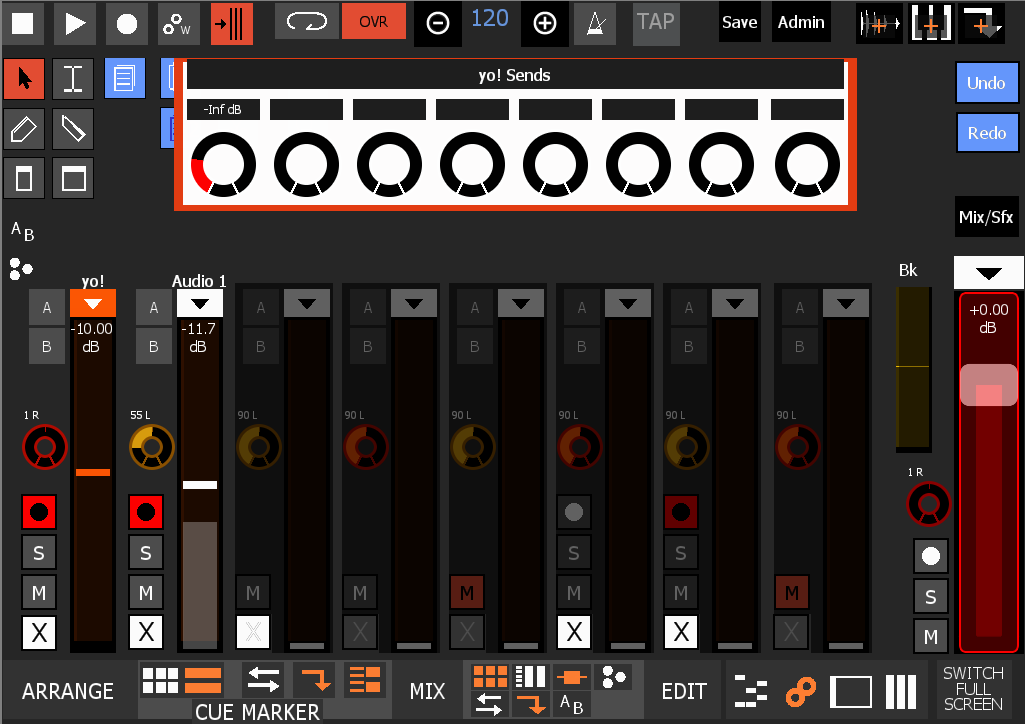 W
OVR
120
TAP
Save
Admin
yo! Sends
-Inf dB
Undo
Redo
Mix/Sfx
A B
Bk
yo!
Audio 1
A
A
A
A
A
A
A
A
-10.00
dB
-11.7
dB
+0.00
dB
B
B
B
B
B
B
B
B
1 R
55 L
90 L
90 L
90 L
90 L
90 L
90 L
1 R
S
S
S
S
M
M
M
M
M
M
M
M
S
X
X
X
X
X
X
X
X
M
ARRANGE
CUE MARKER
MIX
A B
EDIT
SWITCH
FULL
SCREEN